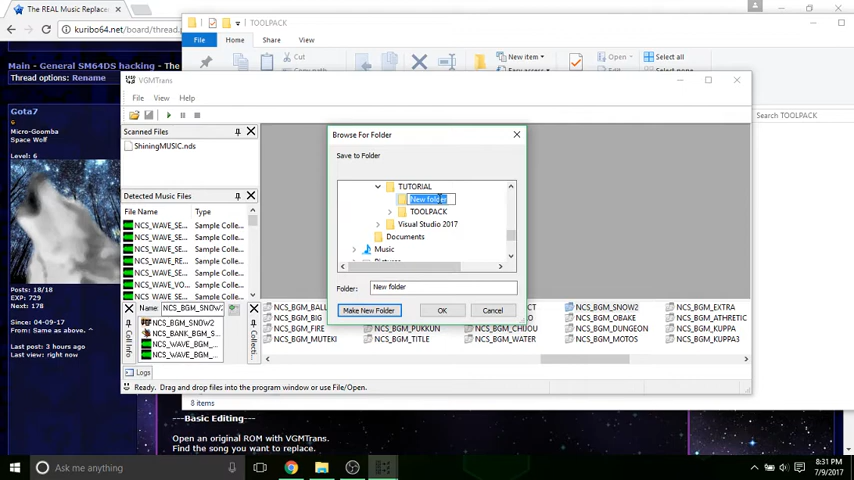 The REAL Music Replace
kuribo64.net/board/thread.p
Main - General SM64DS hacking - The
Thread options: Rename
Gota7
Micro-Goomba
Space Wolf
Level: 6
Posts: 18/18
EXP: 729
Next: 178
Since: 04-09-17
From: Same as above. ^^
Last post: 3 hours ago
Last view: right now
TOOLPACK
File
Home
Share
View
Cut
New item
Easy access
Open
Select all
Select none
Search TOOLPACK
VGMTrans
File
View
Help
Scanned Files
ShiningMUSIC.nds
Detected Music Files
File Name
Type
NCS_WAVE_SE... Sample Colle...
NCS_WAVE_SE... Sample Colle...
NCS_WAVE_SE... Sample Colle...
NCS_WAVE_SE... Sample Colle...
NCS_WAVE_VO... Sample Colle...
NCS_WAVE_SE... Sample Colle...
Name: NCS_BGM_SNOW
NCS_BGM_SNOW2
NCS_BANK_BGM_S...
NCS_WAVE_BGM_...
NCS_WAVE_BGM_...
Coll Info
Collecti
Browse For Folder
Save to Folder
TUTORIAL
New folder
TOOLPACK
Visual Studio 2017
Documents
Music
Folder:
New folder
Make New Folder
OK
Cancel
NCS_BGM_BALL
NCS_BGM_SNOW2
NCS_BGM_EXTRA
NCS_BGM_BIG
NCS_BGM_OBAKE
NCS_BGM_ATHRETIC
NCS_BGM_FIRE
NCS_BGM_PUKKUN
NCS_BGM_CHIJOU
NCS_BGM_DUNGEON
NCS_BGM_KUPPA
NCS_BGM_MUTEKI
NCS_BGM_TITLE
NCS_BGM_WATER
NCS_BGM_MOTOS
NCS_BGM_KUPPA3
Logs
Ready. Drag and drop files into the program window or use File/Open.
8 items
---Basic Editing---
Open an original ROM with VGMTrans.
Find the song you want to replace.
Ask me anything
8:31 PM
7/9/2017